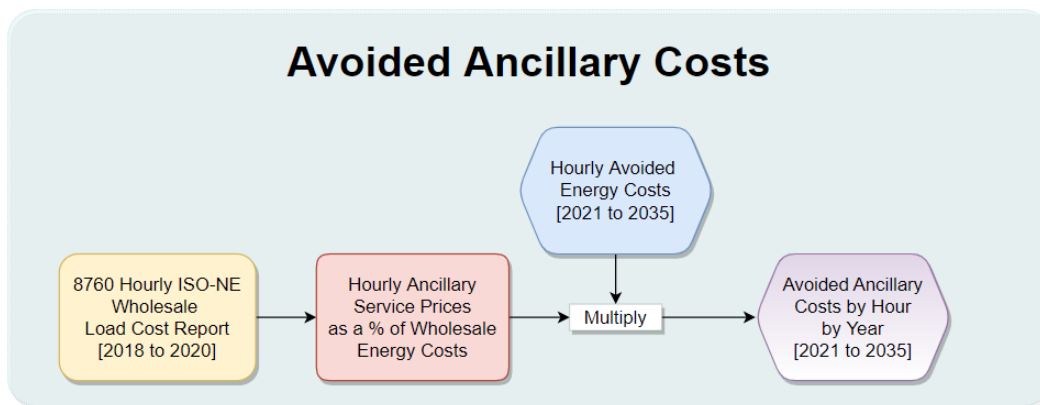 Avoided Ancillary Costs
Hourly Avoided
Energy Costs
[2021 to 2035]
8760 Hourly ISO-NE
Wholesale
Load Cost Report
[2018 to 2020]
Hourly Ancillary
Service Prices
as a % of Wholesale
Energy Costs
Multiply
Avoided Ancillary
Costs by Hour
by Year
[2021 to 2035]